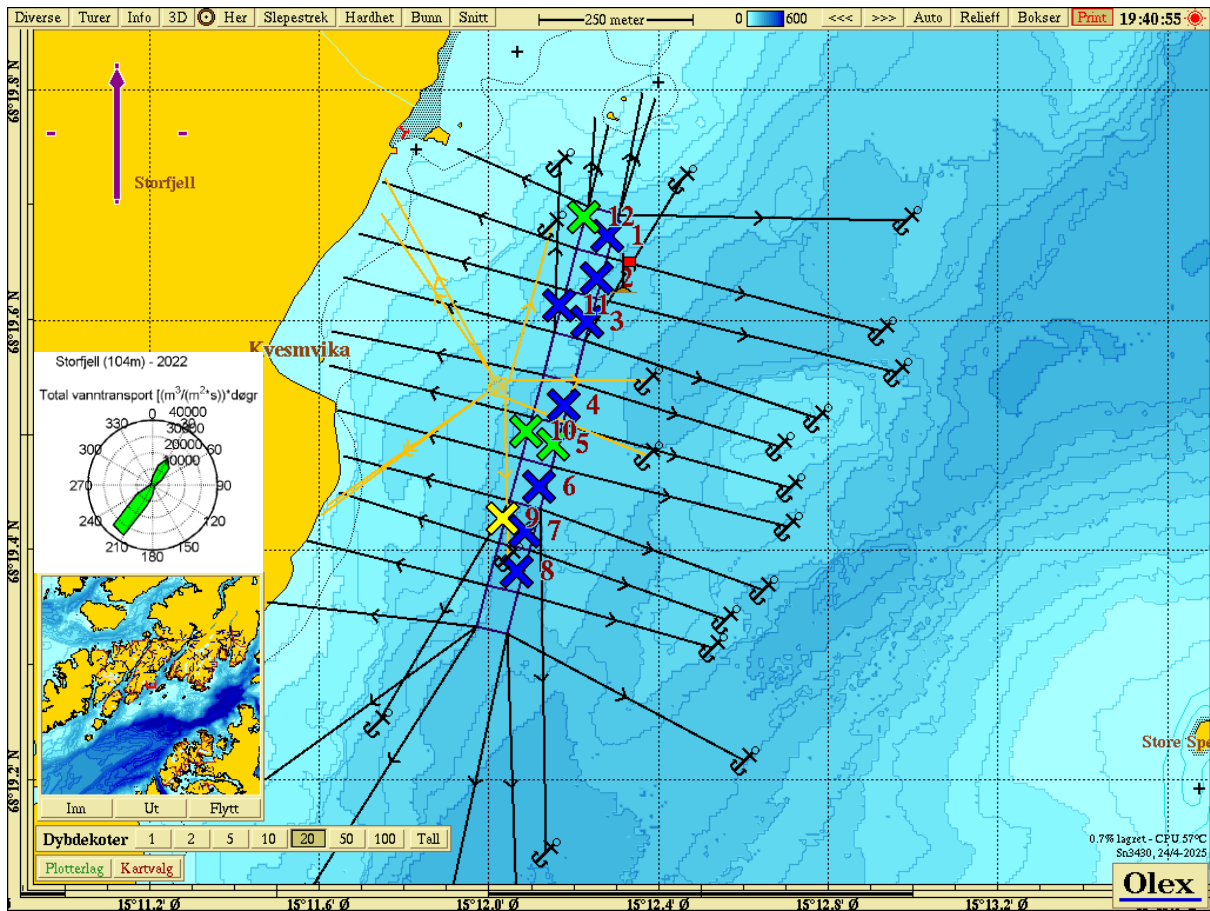 Diverse Turer Info 3D Her Slepestrek Hardhet Bunn Snitt 250 meter 0 600 <<< >>> Auto Relieff Bokser Print 19:40:55
68°19.8' N
Storfjell
12
1
2
68°19.6' N
11
3
Kvesmvika
Storfjell (104m) - 2022
Total vanntransport [(m³/(m²*s))*døgr
0
40000
330
30000
30
20000
300
10000
60
270
90
240
120
210
150
180
4
10
5
6
9
7
68°19.4' N
8
Store Spe
68°19.2' N
Inn Ut Flytt
Dybdekoter 1 2 5 10 20 50 100 Tall
Plotterlag Kartvalg
0.7% lagret - CPU 57°C
Sn3430, 24/4-2025
Olex
15°11.2' Ø 15°11.6' Ø 15°12.0' Ø 15°12.4' Ø 15°12.8' Ø 15°13.2' Ø